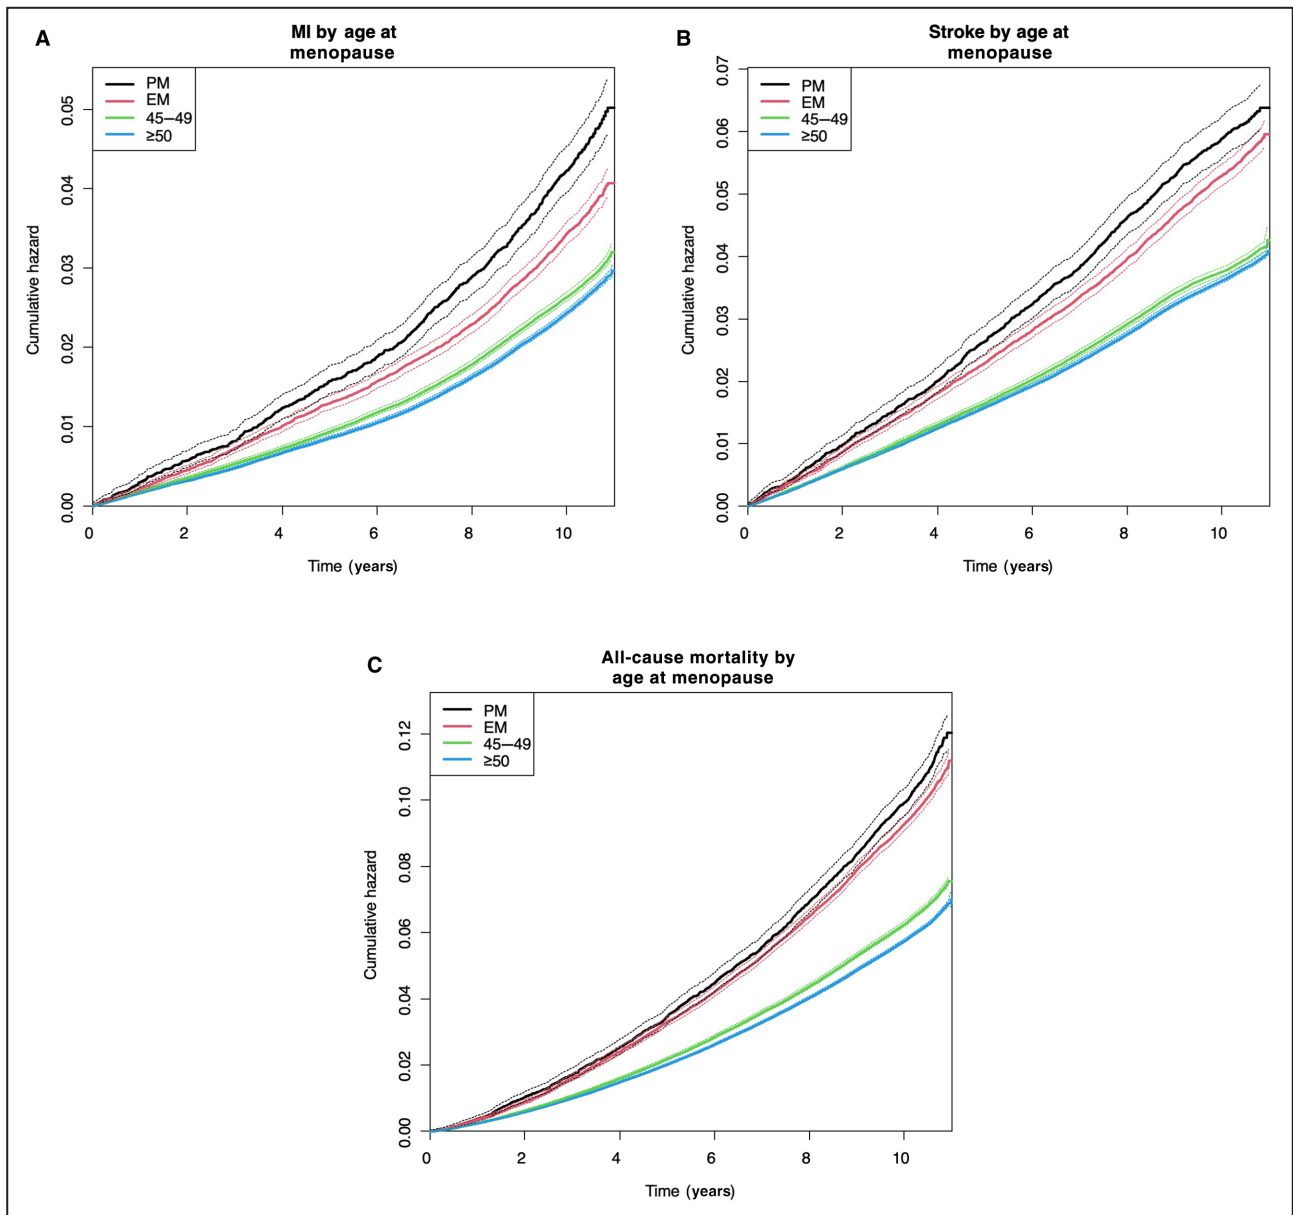 A
MI by age at
menopause
PM
EM
45–49
≥50
Cumulative hazard
0.05
0.04
0.03
0.02
0.01
0.00
0 2 4 6 8 10
Time (years)
B
Stroke by age at
menopause
PM
EM
45–49
≥50
Cumulative hazard
0.07
0.06
0.05
0.04
0.03
0.02
0.01
0.00
0 2 4 6 8 10
Time (years)
C
All-cause mortality by
age at menopause
PM
EM
45–49
≥50
Cumulative hazard
0.12
0.10
0.08
0.06
0.04
0.02
0.00
0 2 4 6 8 10
Time (years)